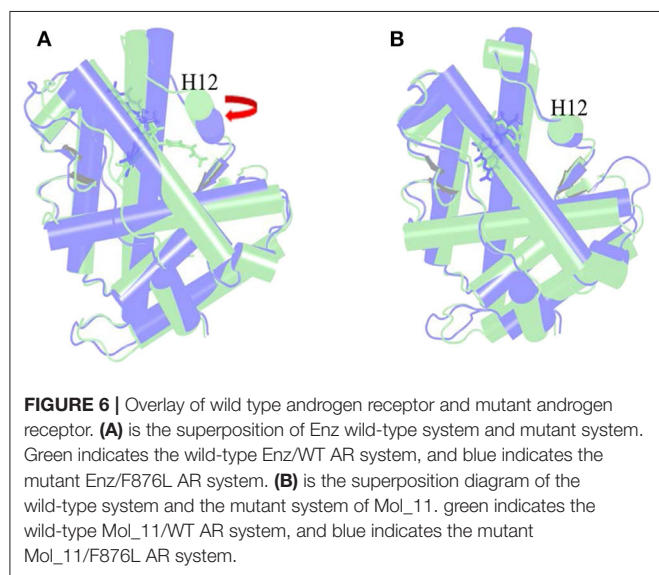 A
B
H12
H12
FIGURE 6 | Overlay of wild type androgen receptor and mutant androgen
receptor. (A) is the superposition of Enz wild-type system and mutant system.
Green indicates the wild-type Enz/WT AR system, and blue indicates the
mutant Enz/F876L AR system. (B) is the superposition diagram of the
wild-type system and the mutant system of Mol_11. green indicates the
wild-type Mol_11/WT AR system, and blue indicates the mutant
Mol_11/F876L AR system.